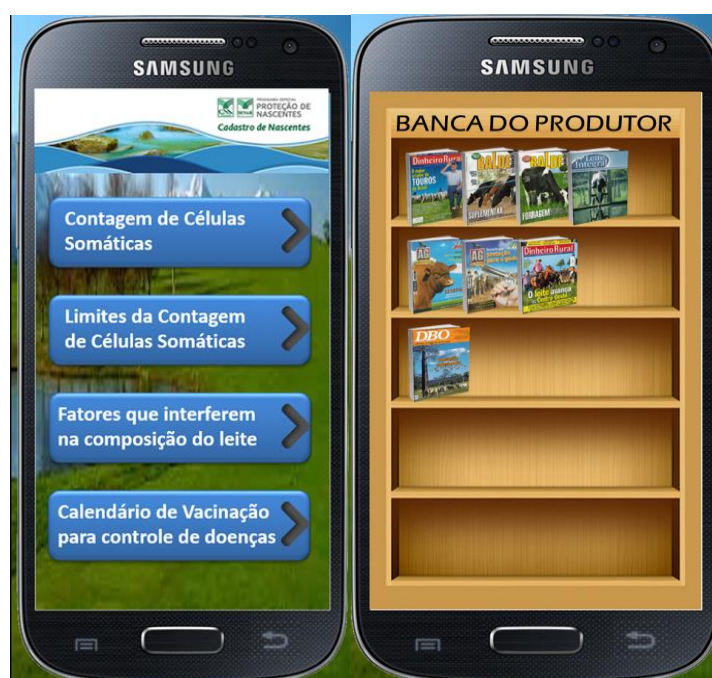 SAMSUNG
PROGRAMA ESPECIAL
PROTEÇÃO DE
NASCENTES
Cadastro de Nascentes
Contagem de Células
Somáticas
Limites da Contagem
de Células Somáticas
Fatores que interferem
na composição do leite
Calendário de Vacinação
para controle de doenças
SAMSUNG
BANCA DO PRODUTOR
Dinheiro Rural
TOUROS
BALDE
SUPLEMENTAR
BALDE
FORRAGEM
Leite
Integral
AG
AG
Dinheiro Rural
O leite avança
DBO